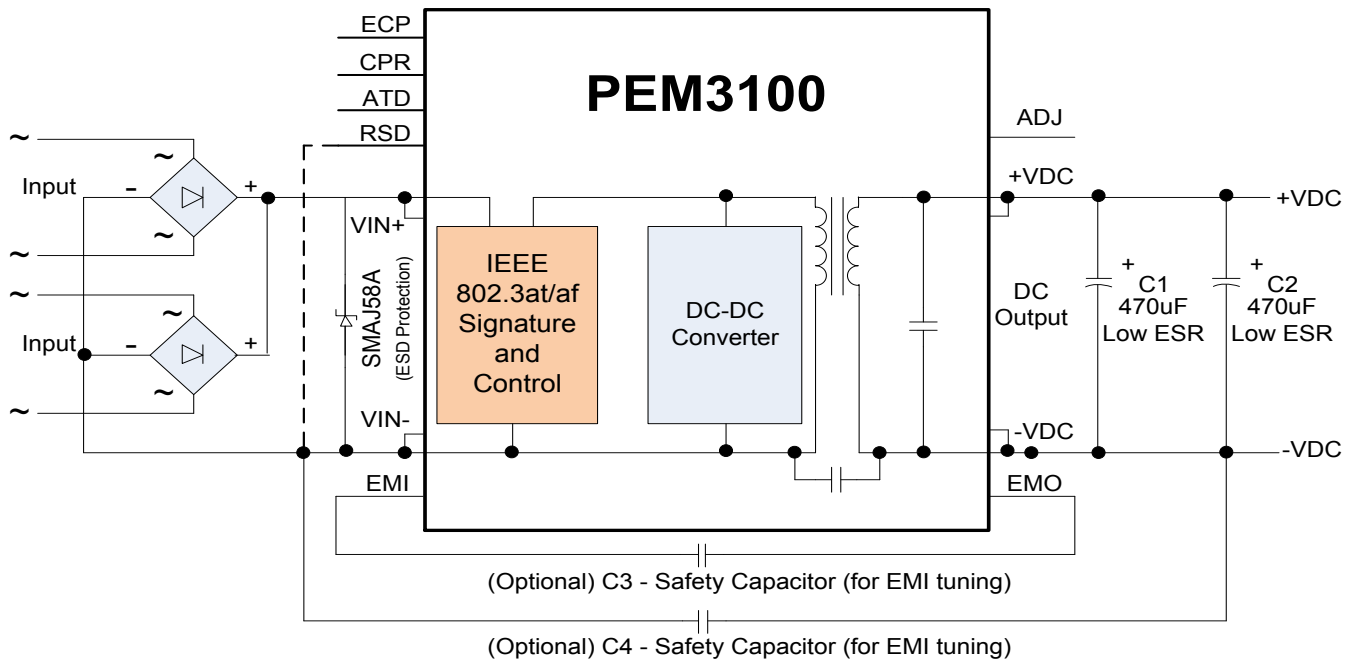 ECP
CPR
ATD
RSD
PEM3100
ADJ
~
~
Input
-
+
~
~
~
~
Input
-
+
~
~
VIN+
VIN-
EMI
SMAJ58A
(ESD Protection)
IEEE
802.3at/af
Signature
and
Control
DC-DC
Converter
+VDC
DC
Output
-VDC
EMO
+
C1
470uF
Low ESR
+
C2
470uF
Low ESR
+VDC
-VDC
(Optional) C3 - Safety Capacitor (for EMI tuning)
(Optional) C4 - Safety Capacitor (for EMI tuning)